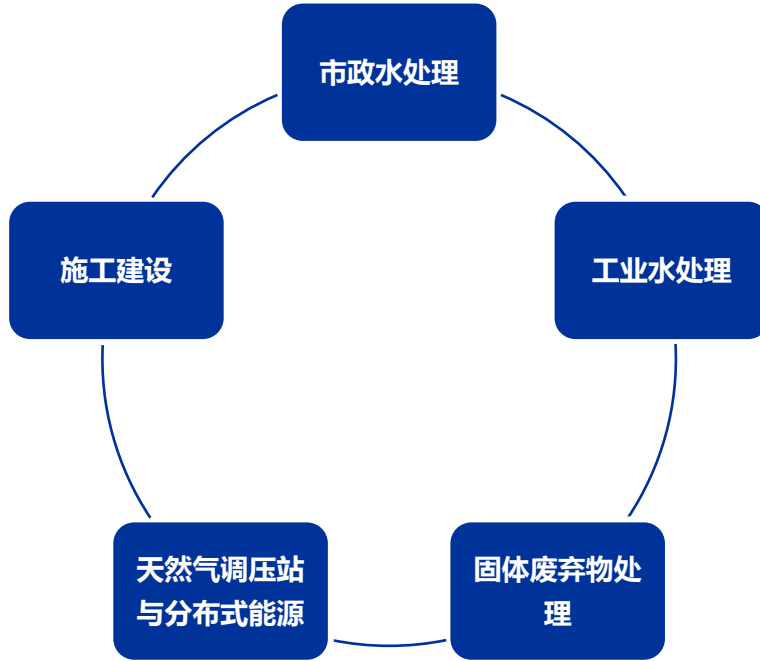 市政水处理
工业水处理
固体废弃物处
理
天然气调压站
与分布式能源
施工建设